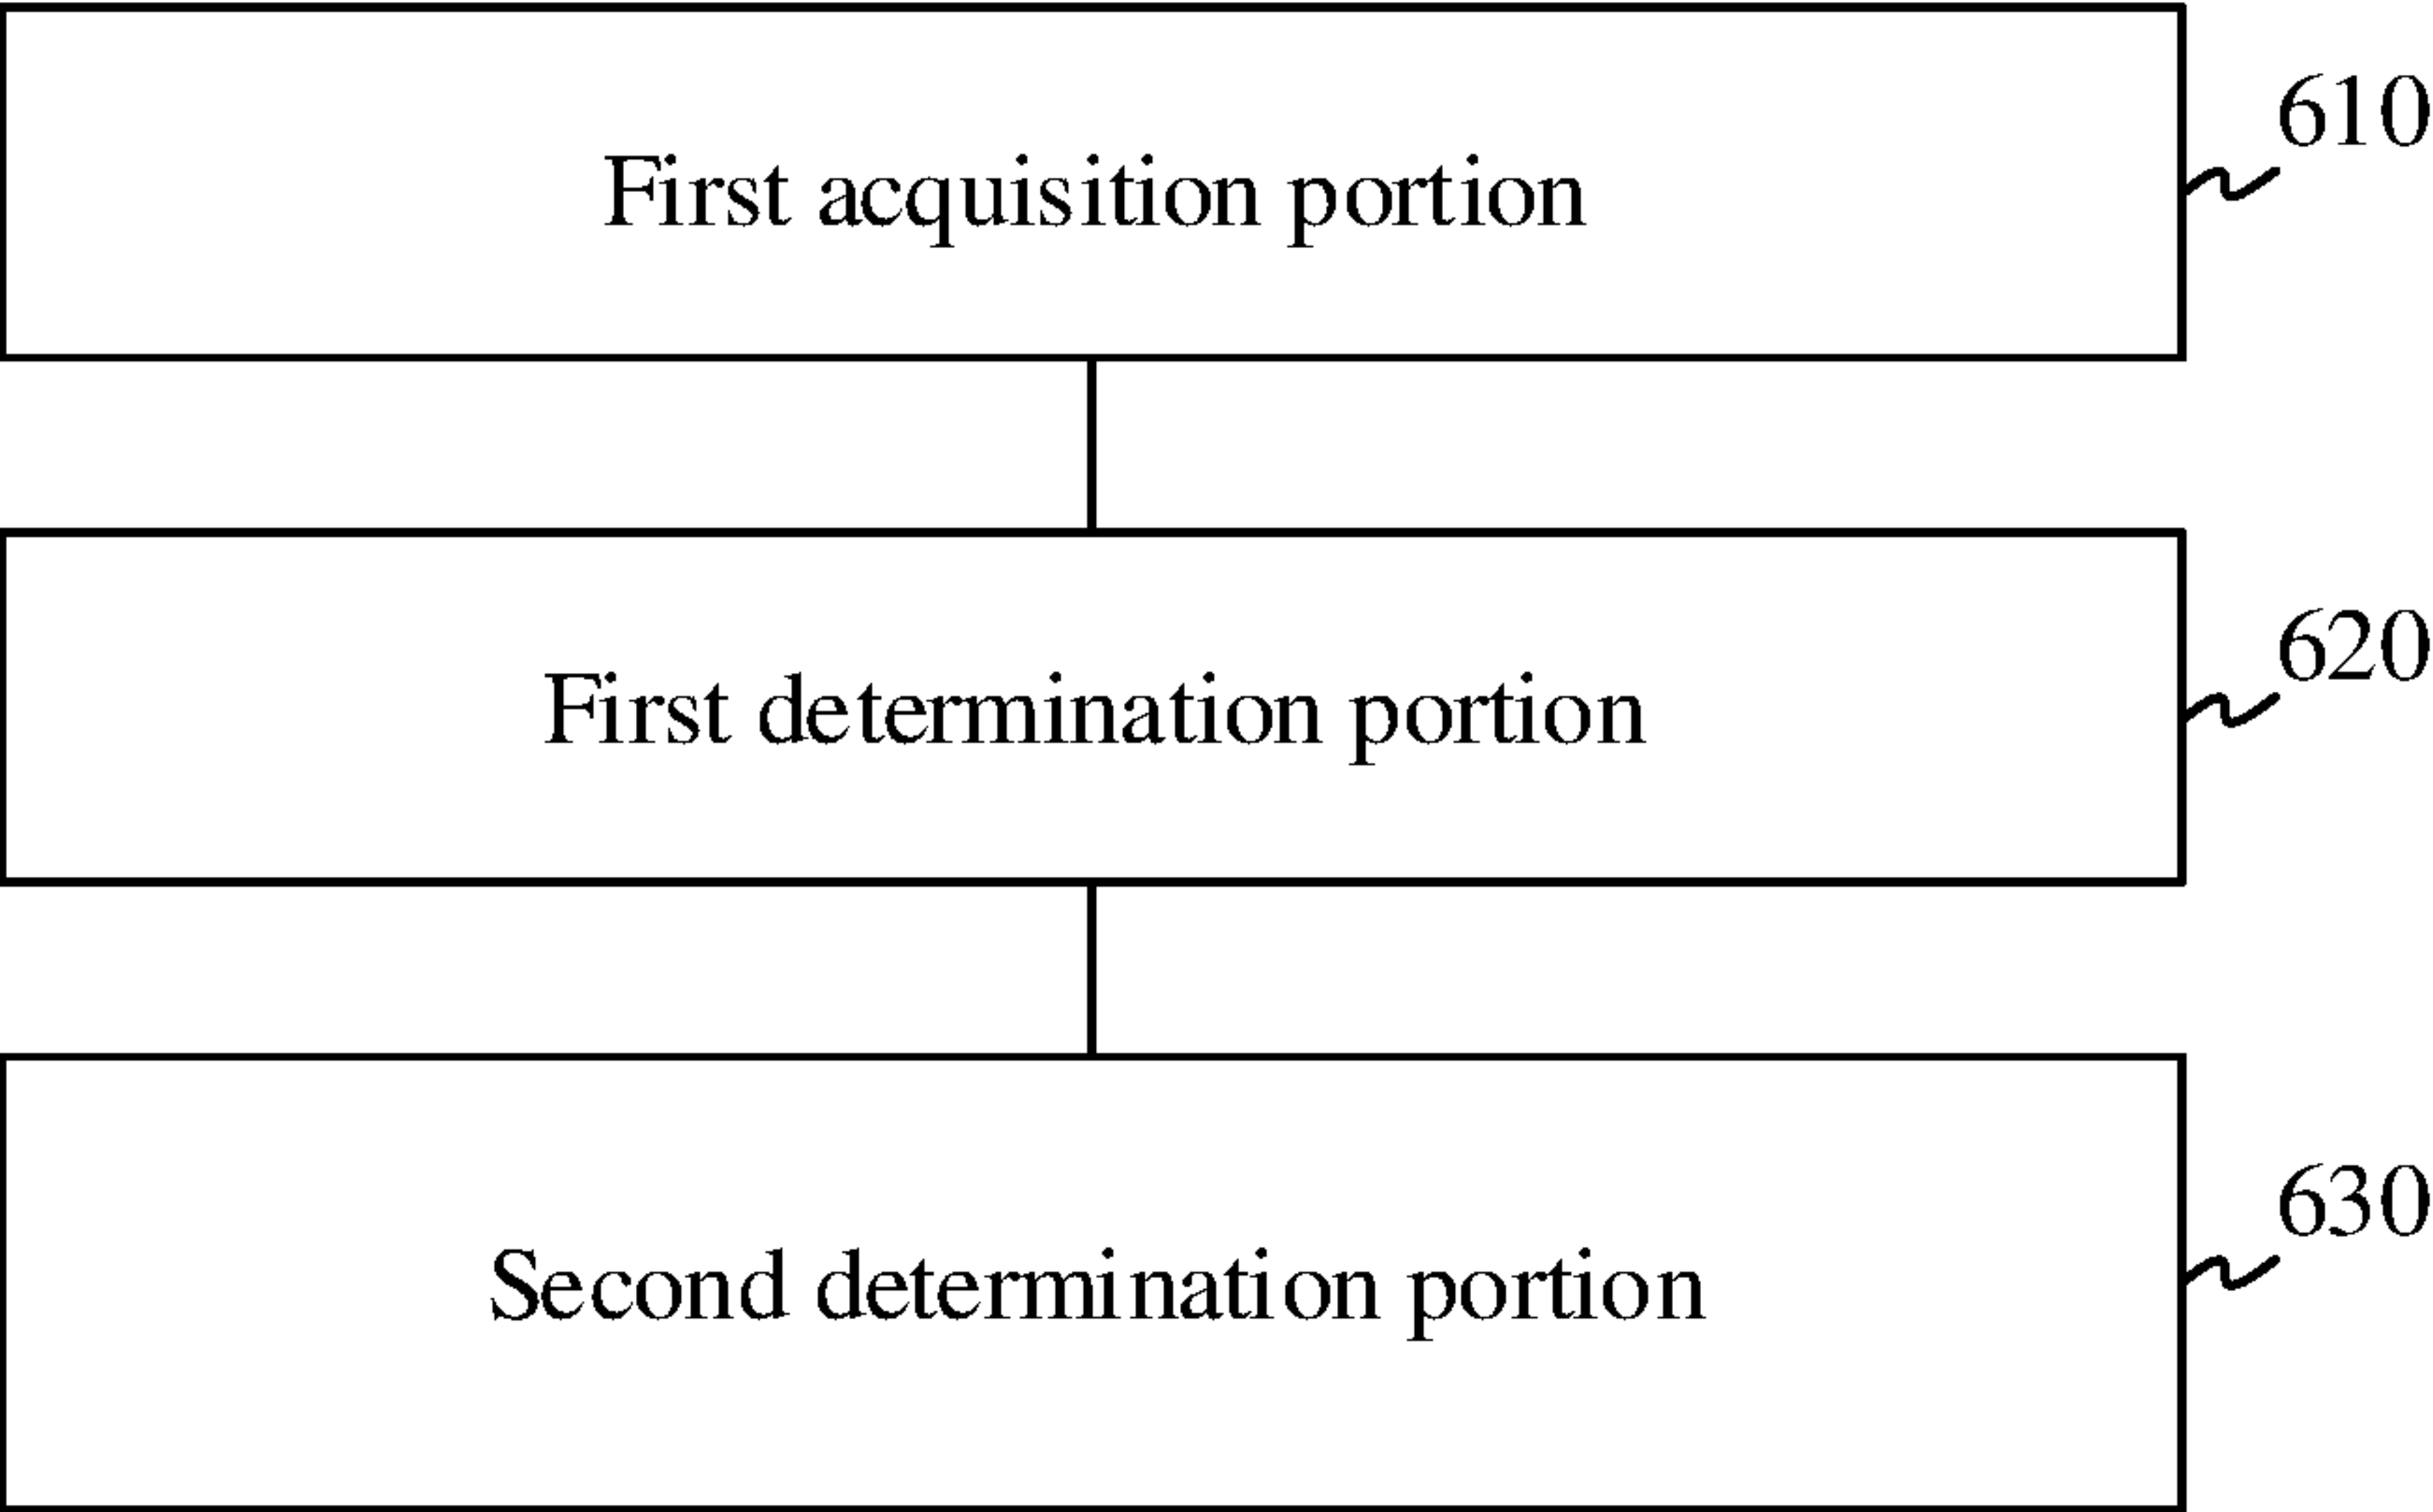 610
First acquisition portion
620
First determination portion
630
Second determination portion